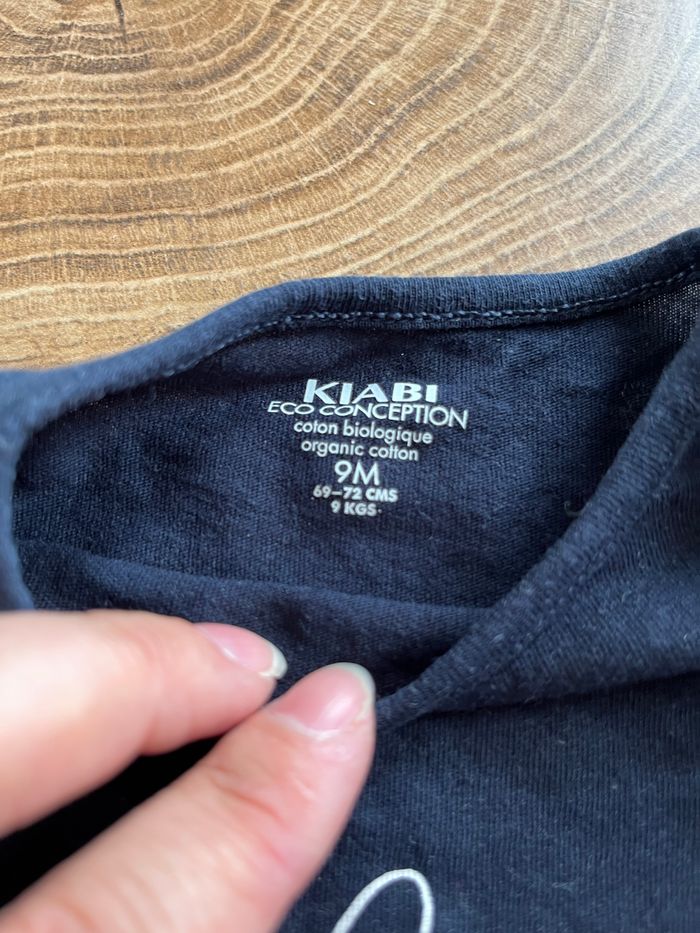 KIABI
ECO CONCEPTION
coton biologique
organic cotton
9M
69-72 CMS
9 KGS